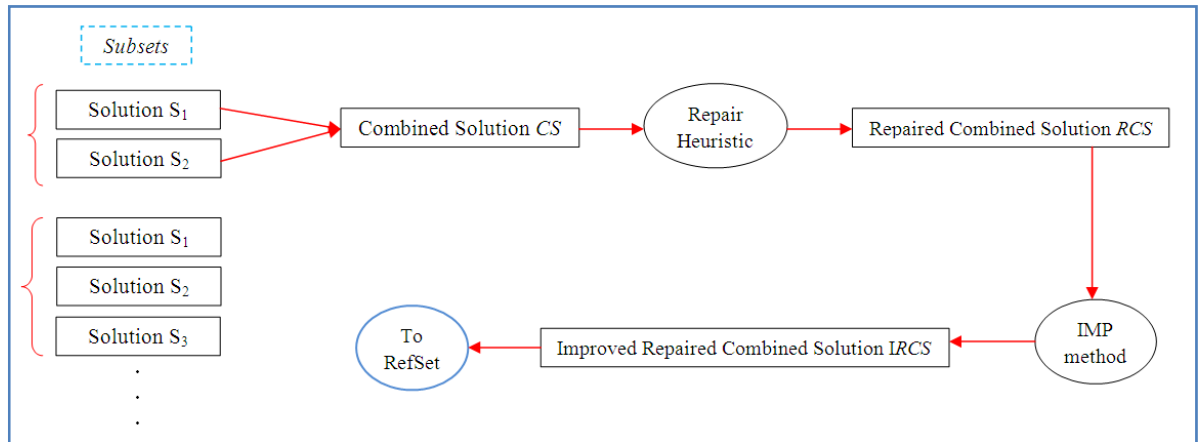 Subsets
Solution S₁
Solution S₂
Combined Solution CS
Repair
Heuristic
Repaired Combined Solution RCS
Solution S₁
Solution S₂
Solution S₃
.
.
.
To
RefSet
Improved Repaired Combined Solution IRCS
IMP
method